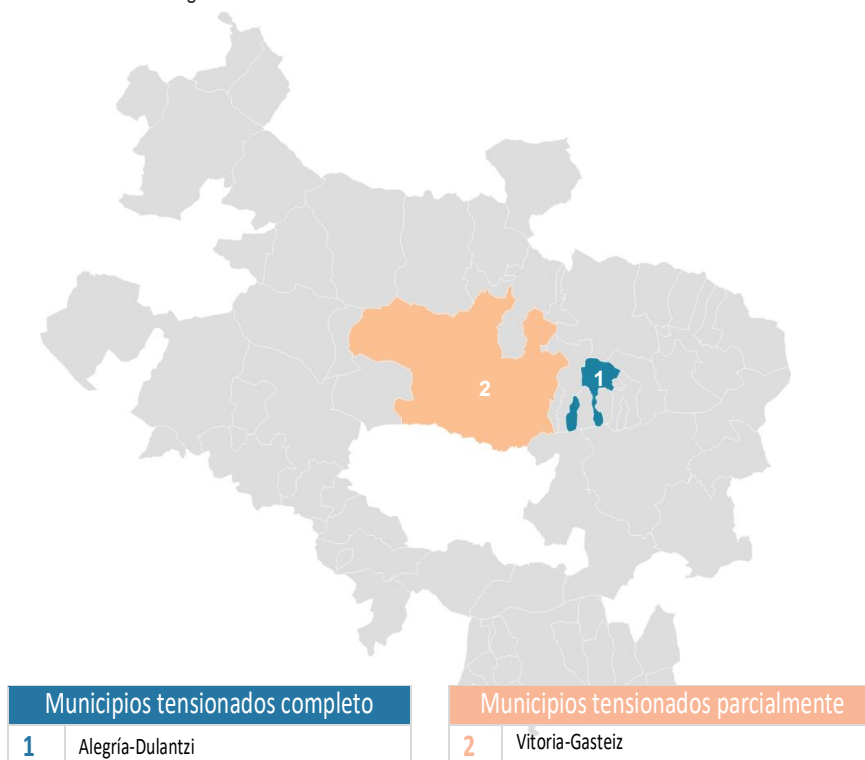 2
1
Municipios tensionados completo
1 Alegría-Dulantzi
Municipios tensionados parcialmente
2 Vitoria-Gasteiz